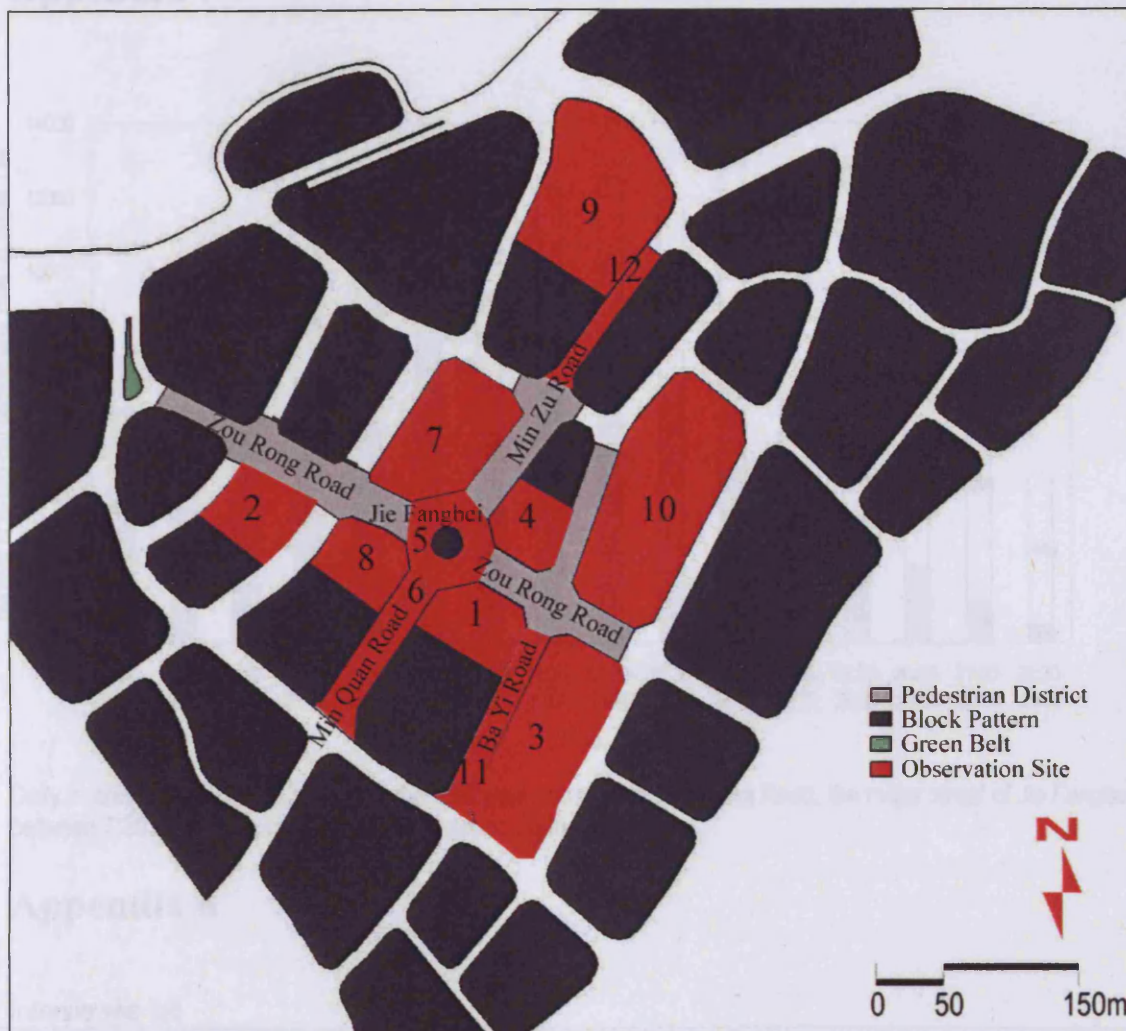 9
12
Min Zu Road
7
Zou Rong Road
2
Jie Fangbei
4
10
5
8
6
Zou Rong Road
1
Min Quan Road
Ba Yi Road
3
11
Pedestrian District
Block Pattern
Green Belt
Observation Site
N
0 50 150m
Appendix